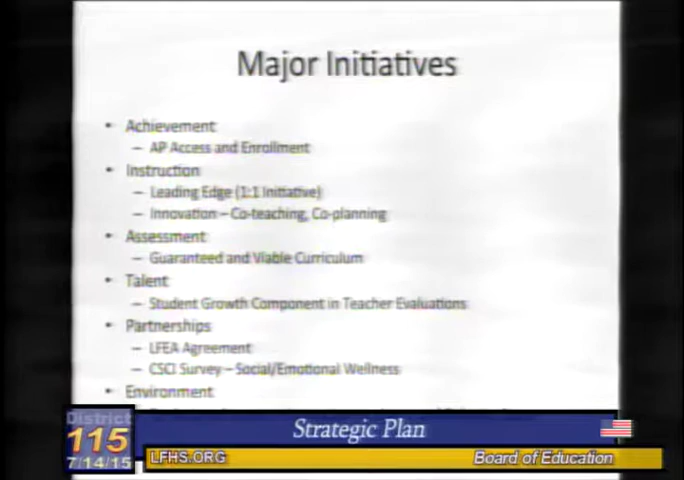 Major Initiatives
• Achievement
– AP Access and Enrollment
• Instruction
– Leading Edge (1:1 Initiative)
– Innovation – Co-teaching, Co-planning
• Assessment
– Guaranteed and Viable Curriculum
• Talent
– Student Growth Component in Teacher Evaluations
• Partnerships
– LFEA Agreement
– CSCI Survey – Social/Emotional Wellness
• Environment
District
115
7/14/15
Strategic Plan
LFHS.ORG
Board of Education